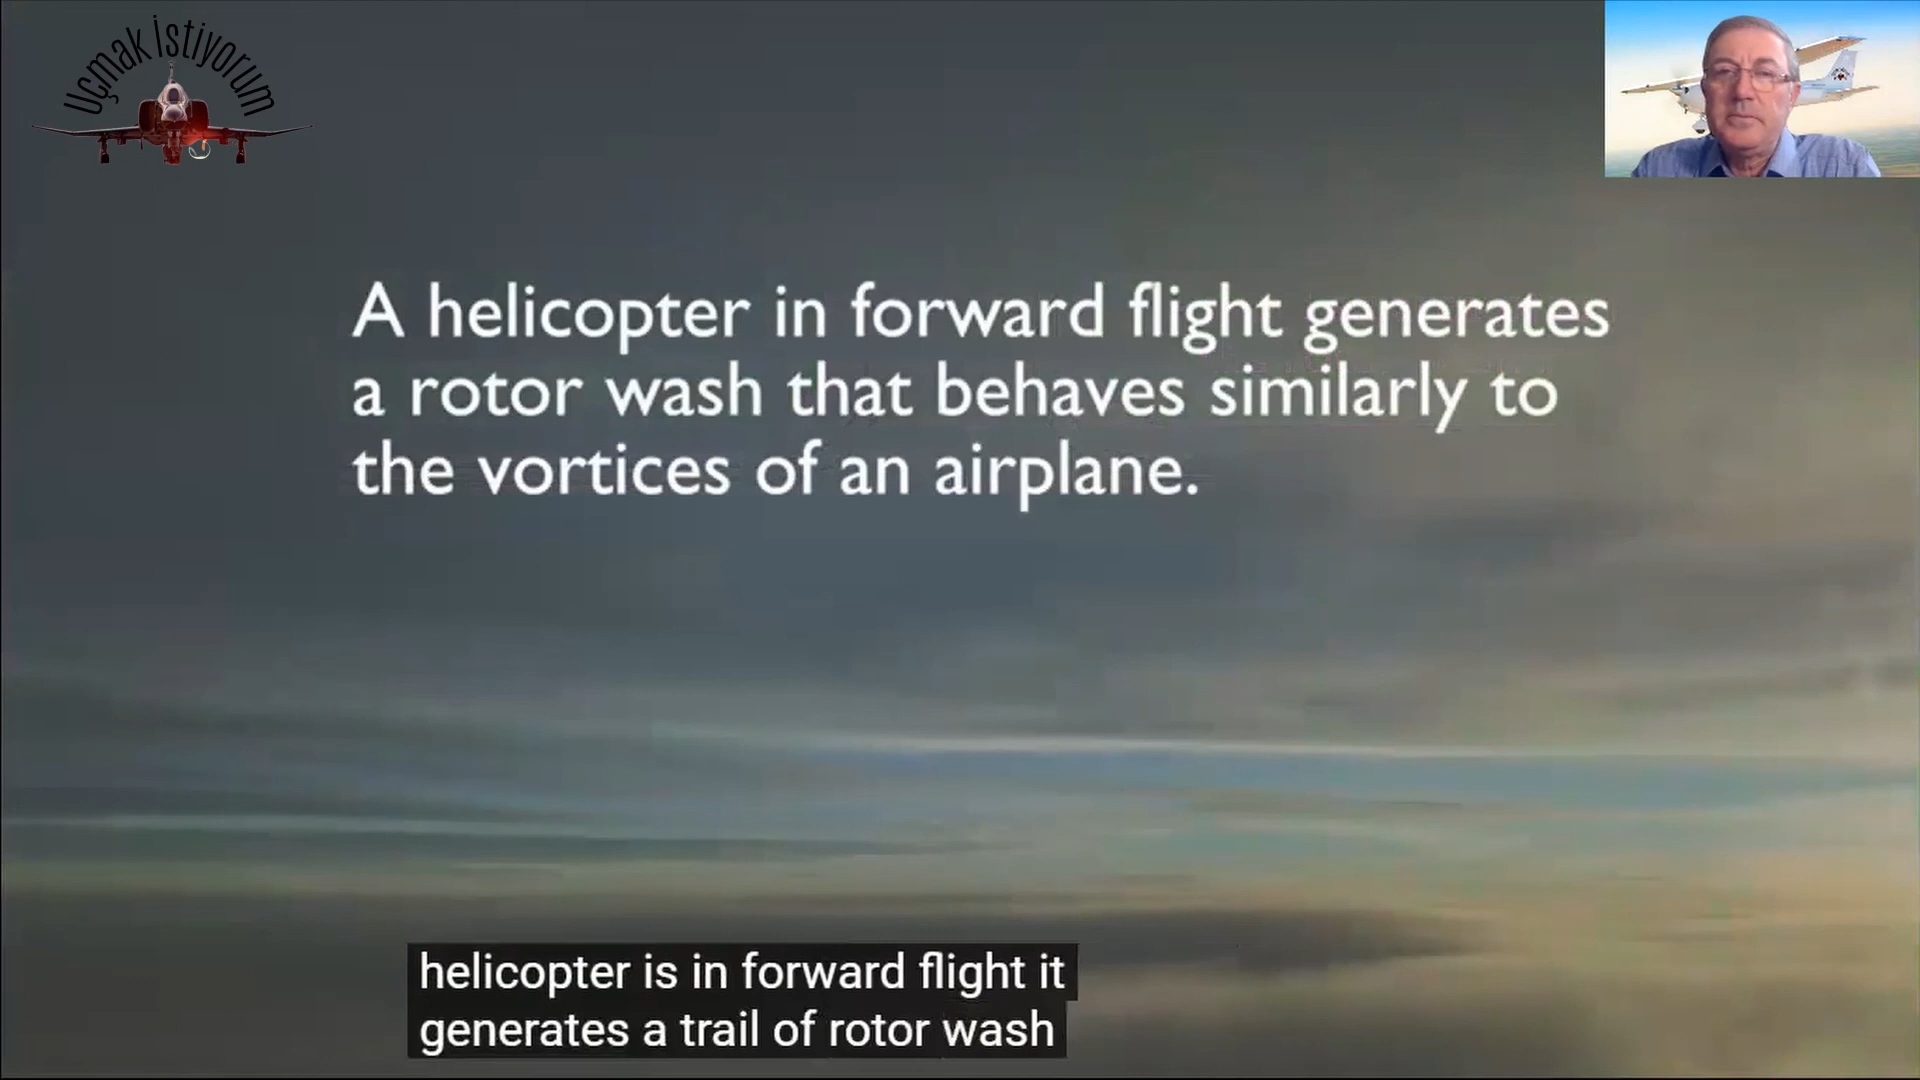 Uçmak İstiyorum
A helicopter in forward flight generates
a rotor wash that behaves similarly to
the vortices of an airplane.
helicopter is in forward flight it
generates a trail of rotor wash